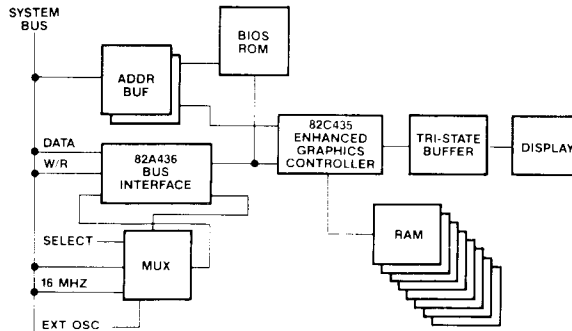 SYSTEM
BUS
BIOS
ROM
ADDR
BUF
DATA
W/R
82A436
BUS
INTERFACE
82C435
ENHANCED
GRAPHICS
CONTROLLER
TRI-STATE
BUFFER
DISPLAY
SELECT
MUX
16 MHZ
EXT OSC
RAM